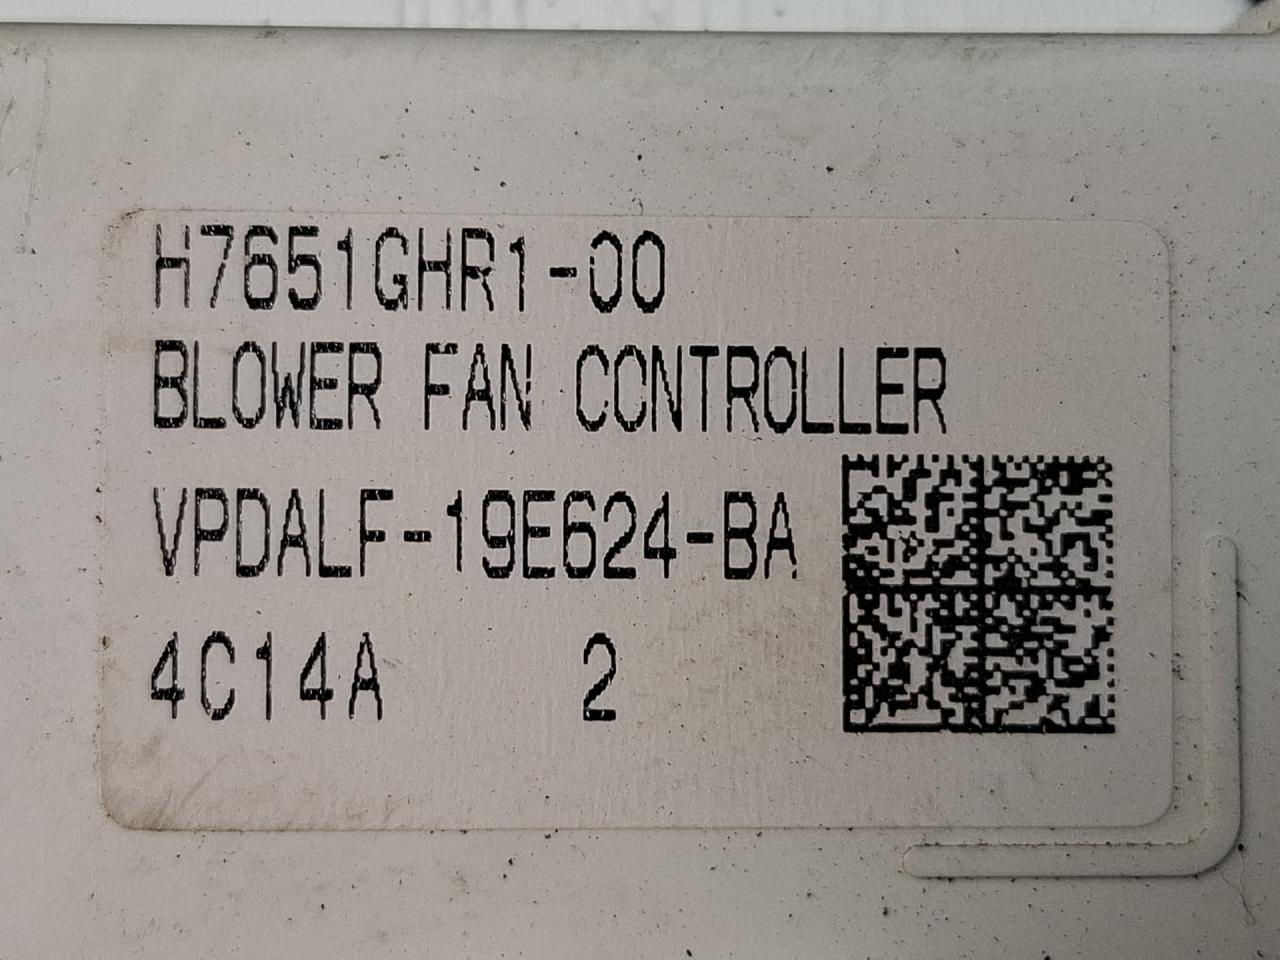 H7651GHR1-00
BLOWER FAN CONTROLLER
VPDALF-19E624-BA
4C14A 2